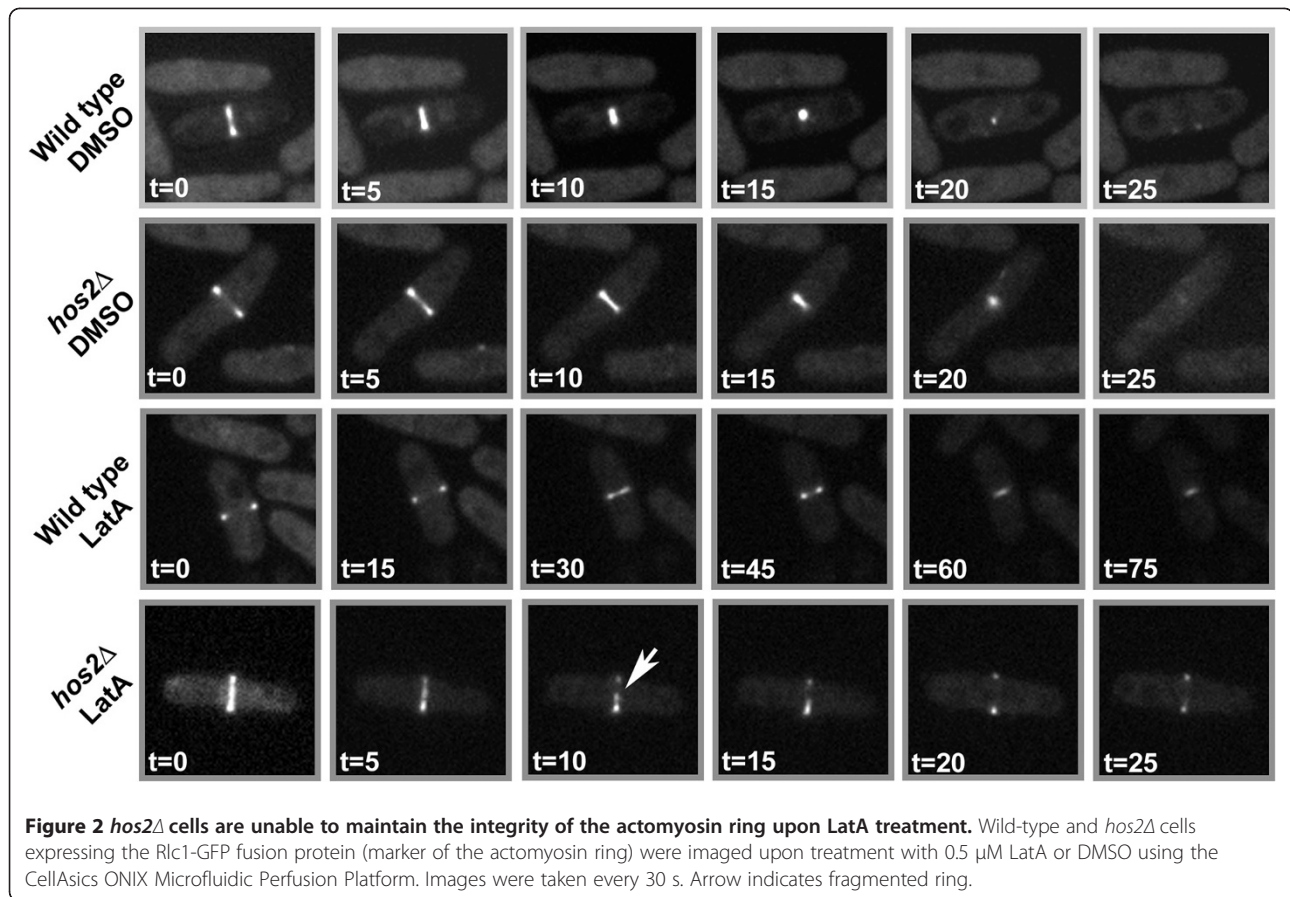 Wild type
DMSO
t=0
t=5
t=10
t=15
t=20
t=25
hos2Δ
DMSO
t=0
t=5
t=10
t=15
t=20
t=25
Wild type
LatA
t=0
t=15
t=30
t=45
t=60
t=75
hos2Δ
LatA
t=0
t=5
t=10
t=15
t=20
t=25
Figure 2 hos2Δ cells are unable to maintain the integrity of the actomyosin ring upon LatA treatment. Wild-type and hos2Δ cells
expressing the Rlc1-GFP fusion protein (marker of the actomyosin ring) were imaged upon treatment with 0.5 μM LatA or DMSO using the
CellAsics ONIX Microfluidic Perfusion Platform. Images were taken every 30 s. Arrow indicates fragmented ring.